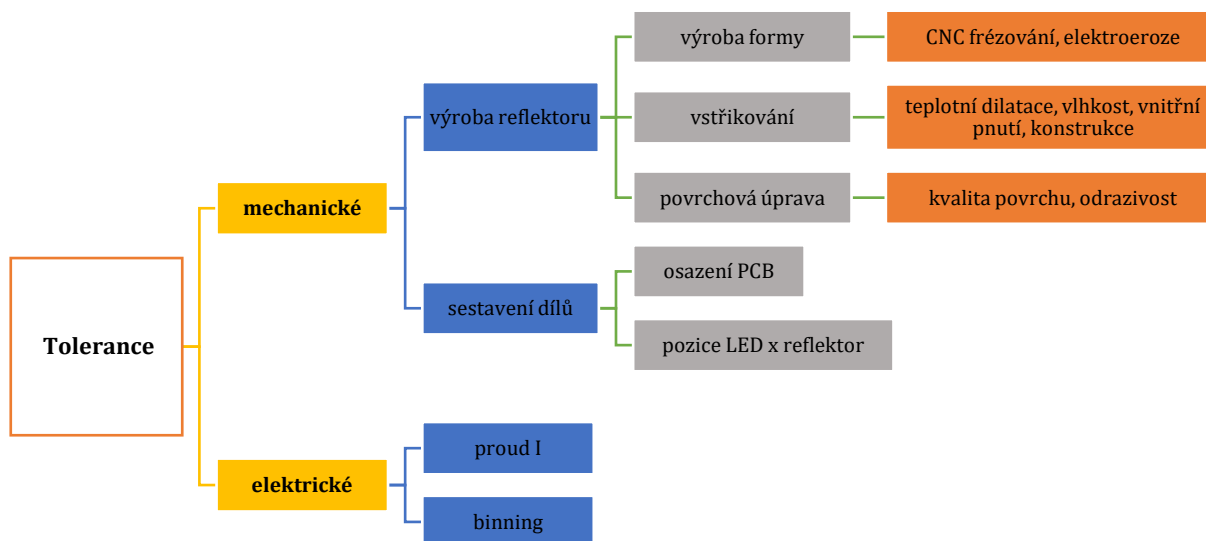 výroba formy
CNC frézování, elektroeroze
výroba reflektoru
vstřikování
teplotní dilatace, vlhkost, vnitřní
pnutí, konstrukce
mechanické
povrchová úprava
kvalita povrchu, odrazivost
osazení PCB
sestavení dílů
Tolerance
pozice LED x reflektor
proud I
elektrické
binning